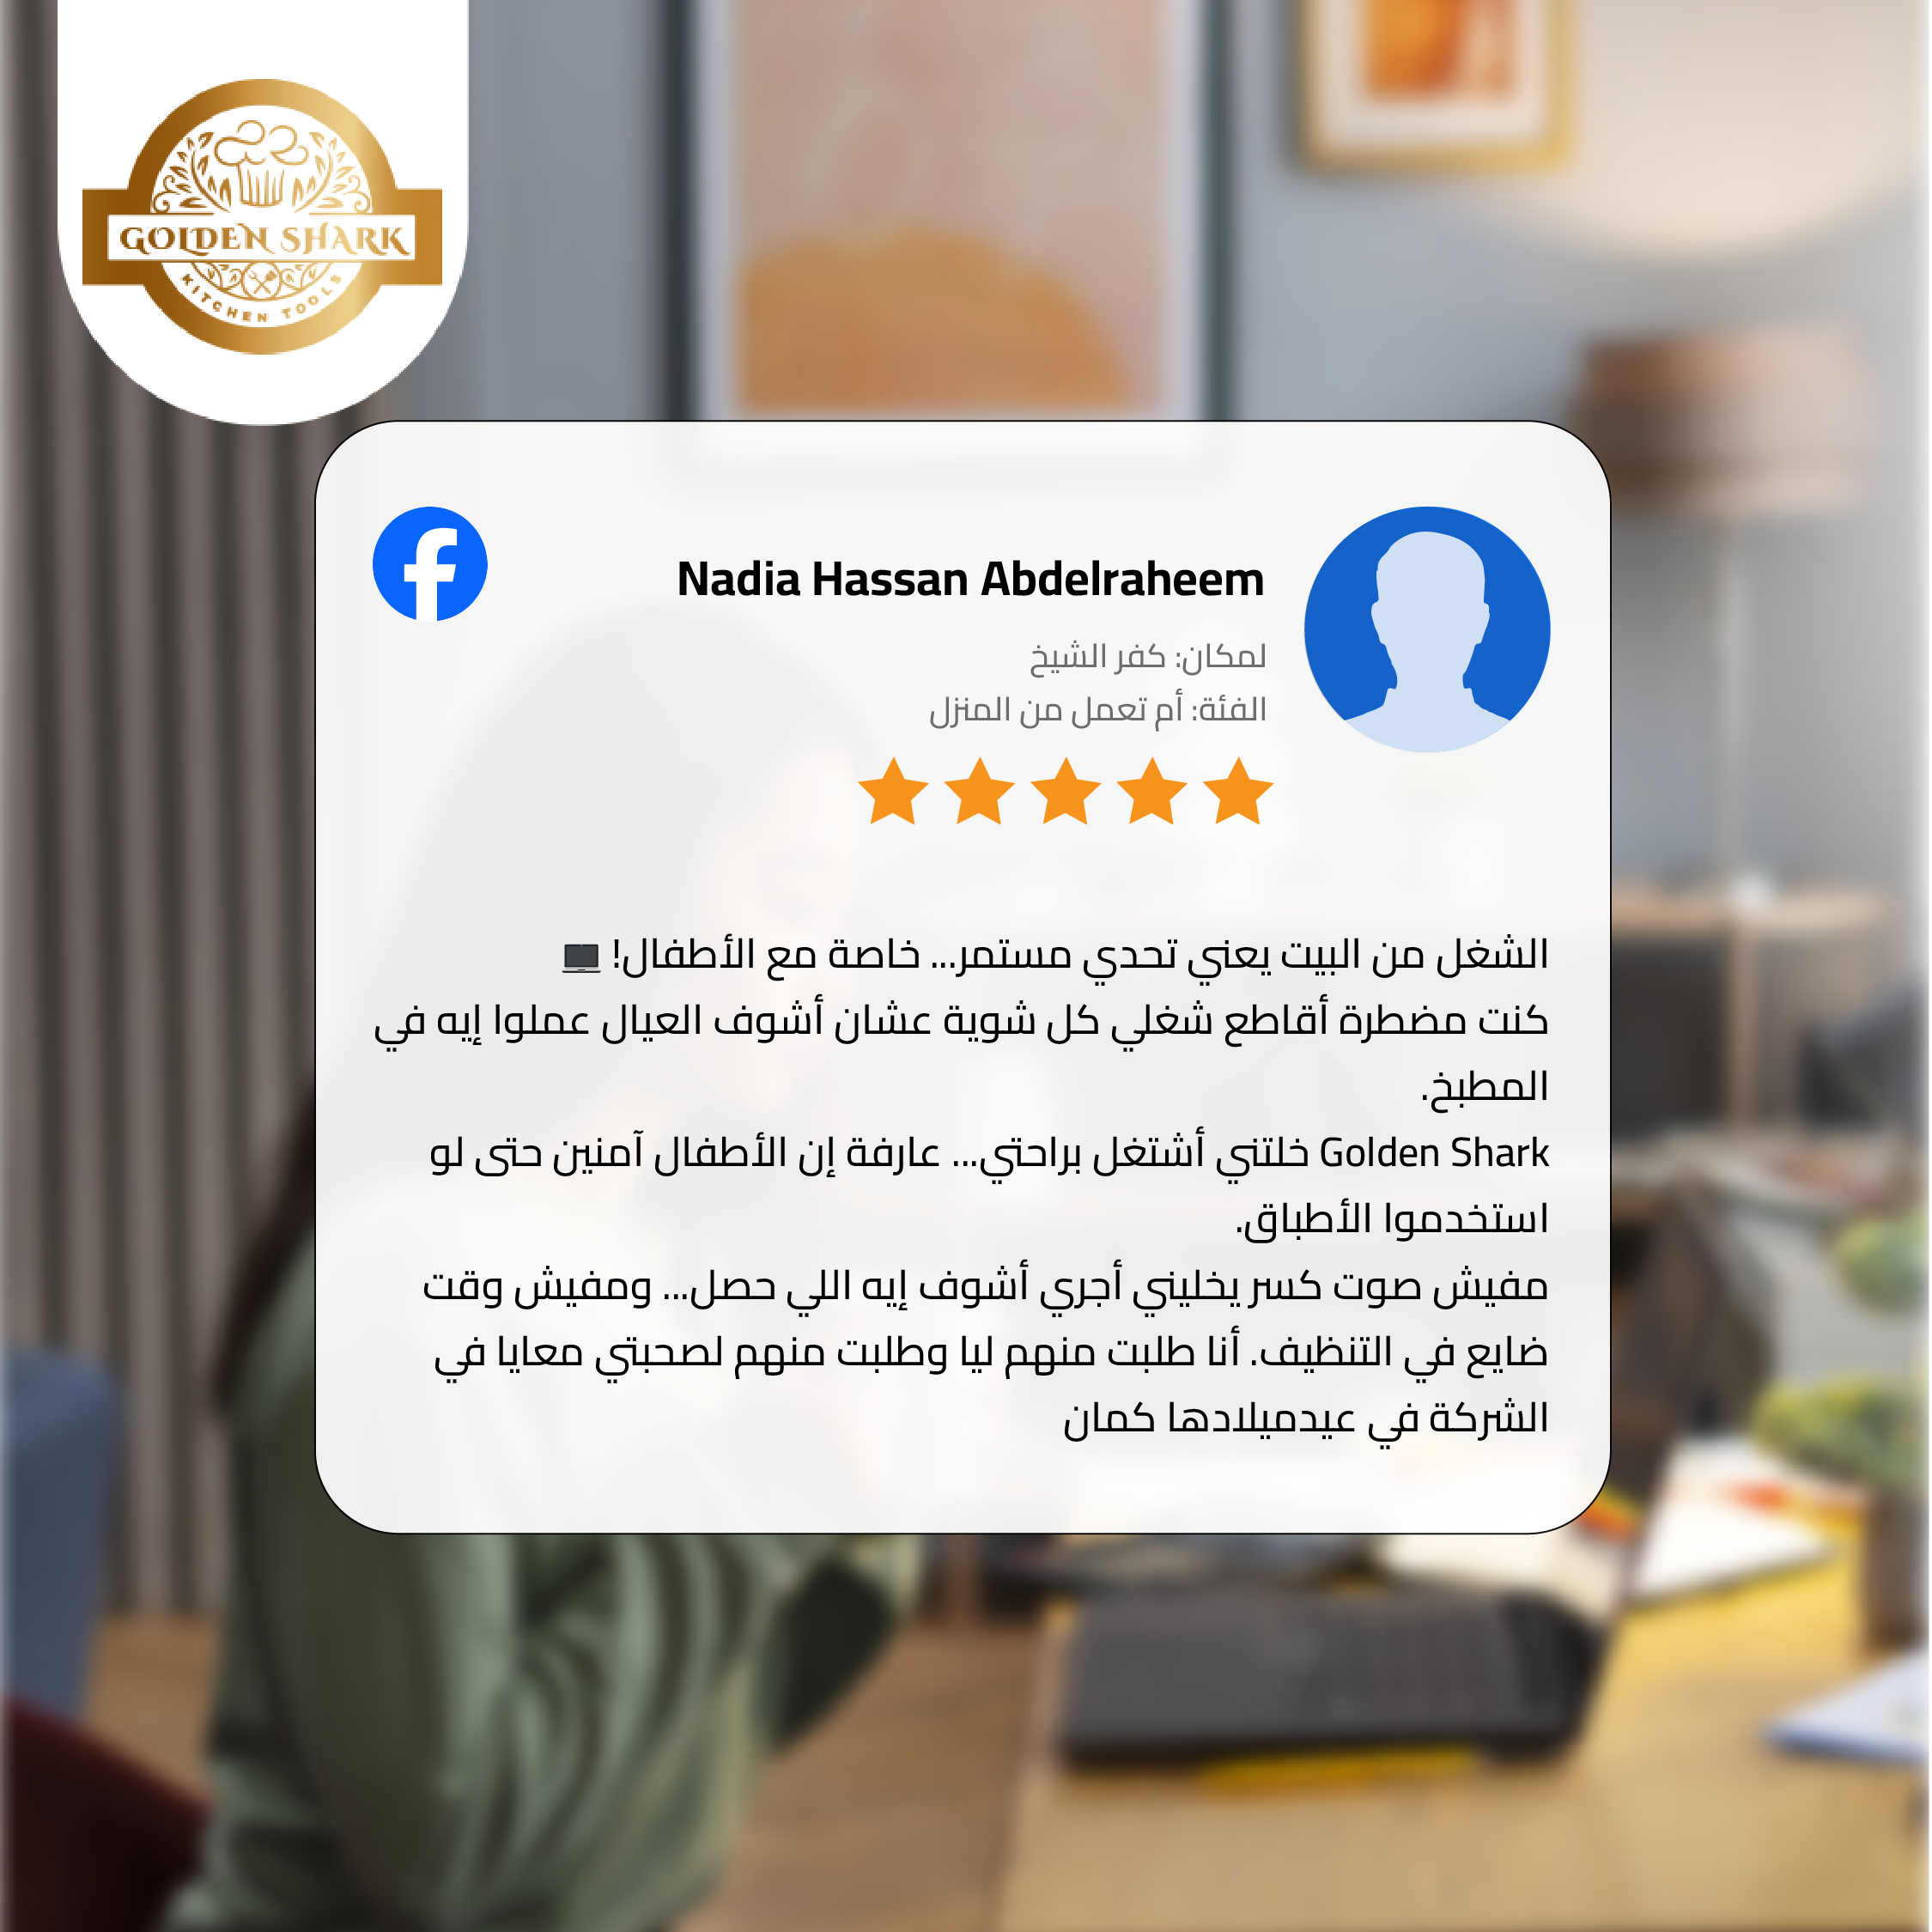 GOLDEN SHARK
KITCHEN TOOLS
Nadia Hassan Abdelraheem
لمكان: كفر الشيخ
الفئة: أم تعمل من المنزل
الشغل من البيت يعني تحدي مستمر... خاصة مع الأطفال! 💻
كنت مضطرة أقاطع شغلي كل شوية عشان أشوف العيال عملوا إيه في
المطبخ.
Golden Shark خلتني أشتغل براحتي... عارفة إن الأطفال آمنين حتى لو
استخدموا الأطباق.
مفيش صوت كسر يخليني أجري أشوف إيه اللي حصل... ومفيش وقت
ضايع في التنظيف. أنا طلبت منهم ليا وطلبت منهم لصحبتي معايا في
الشركة في عيدميلادها كمان